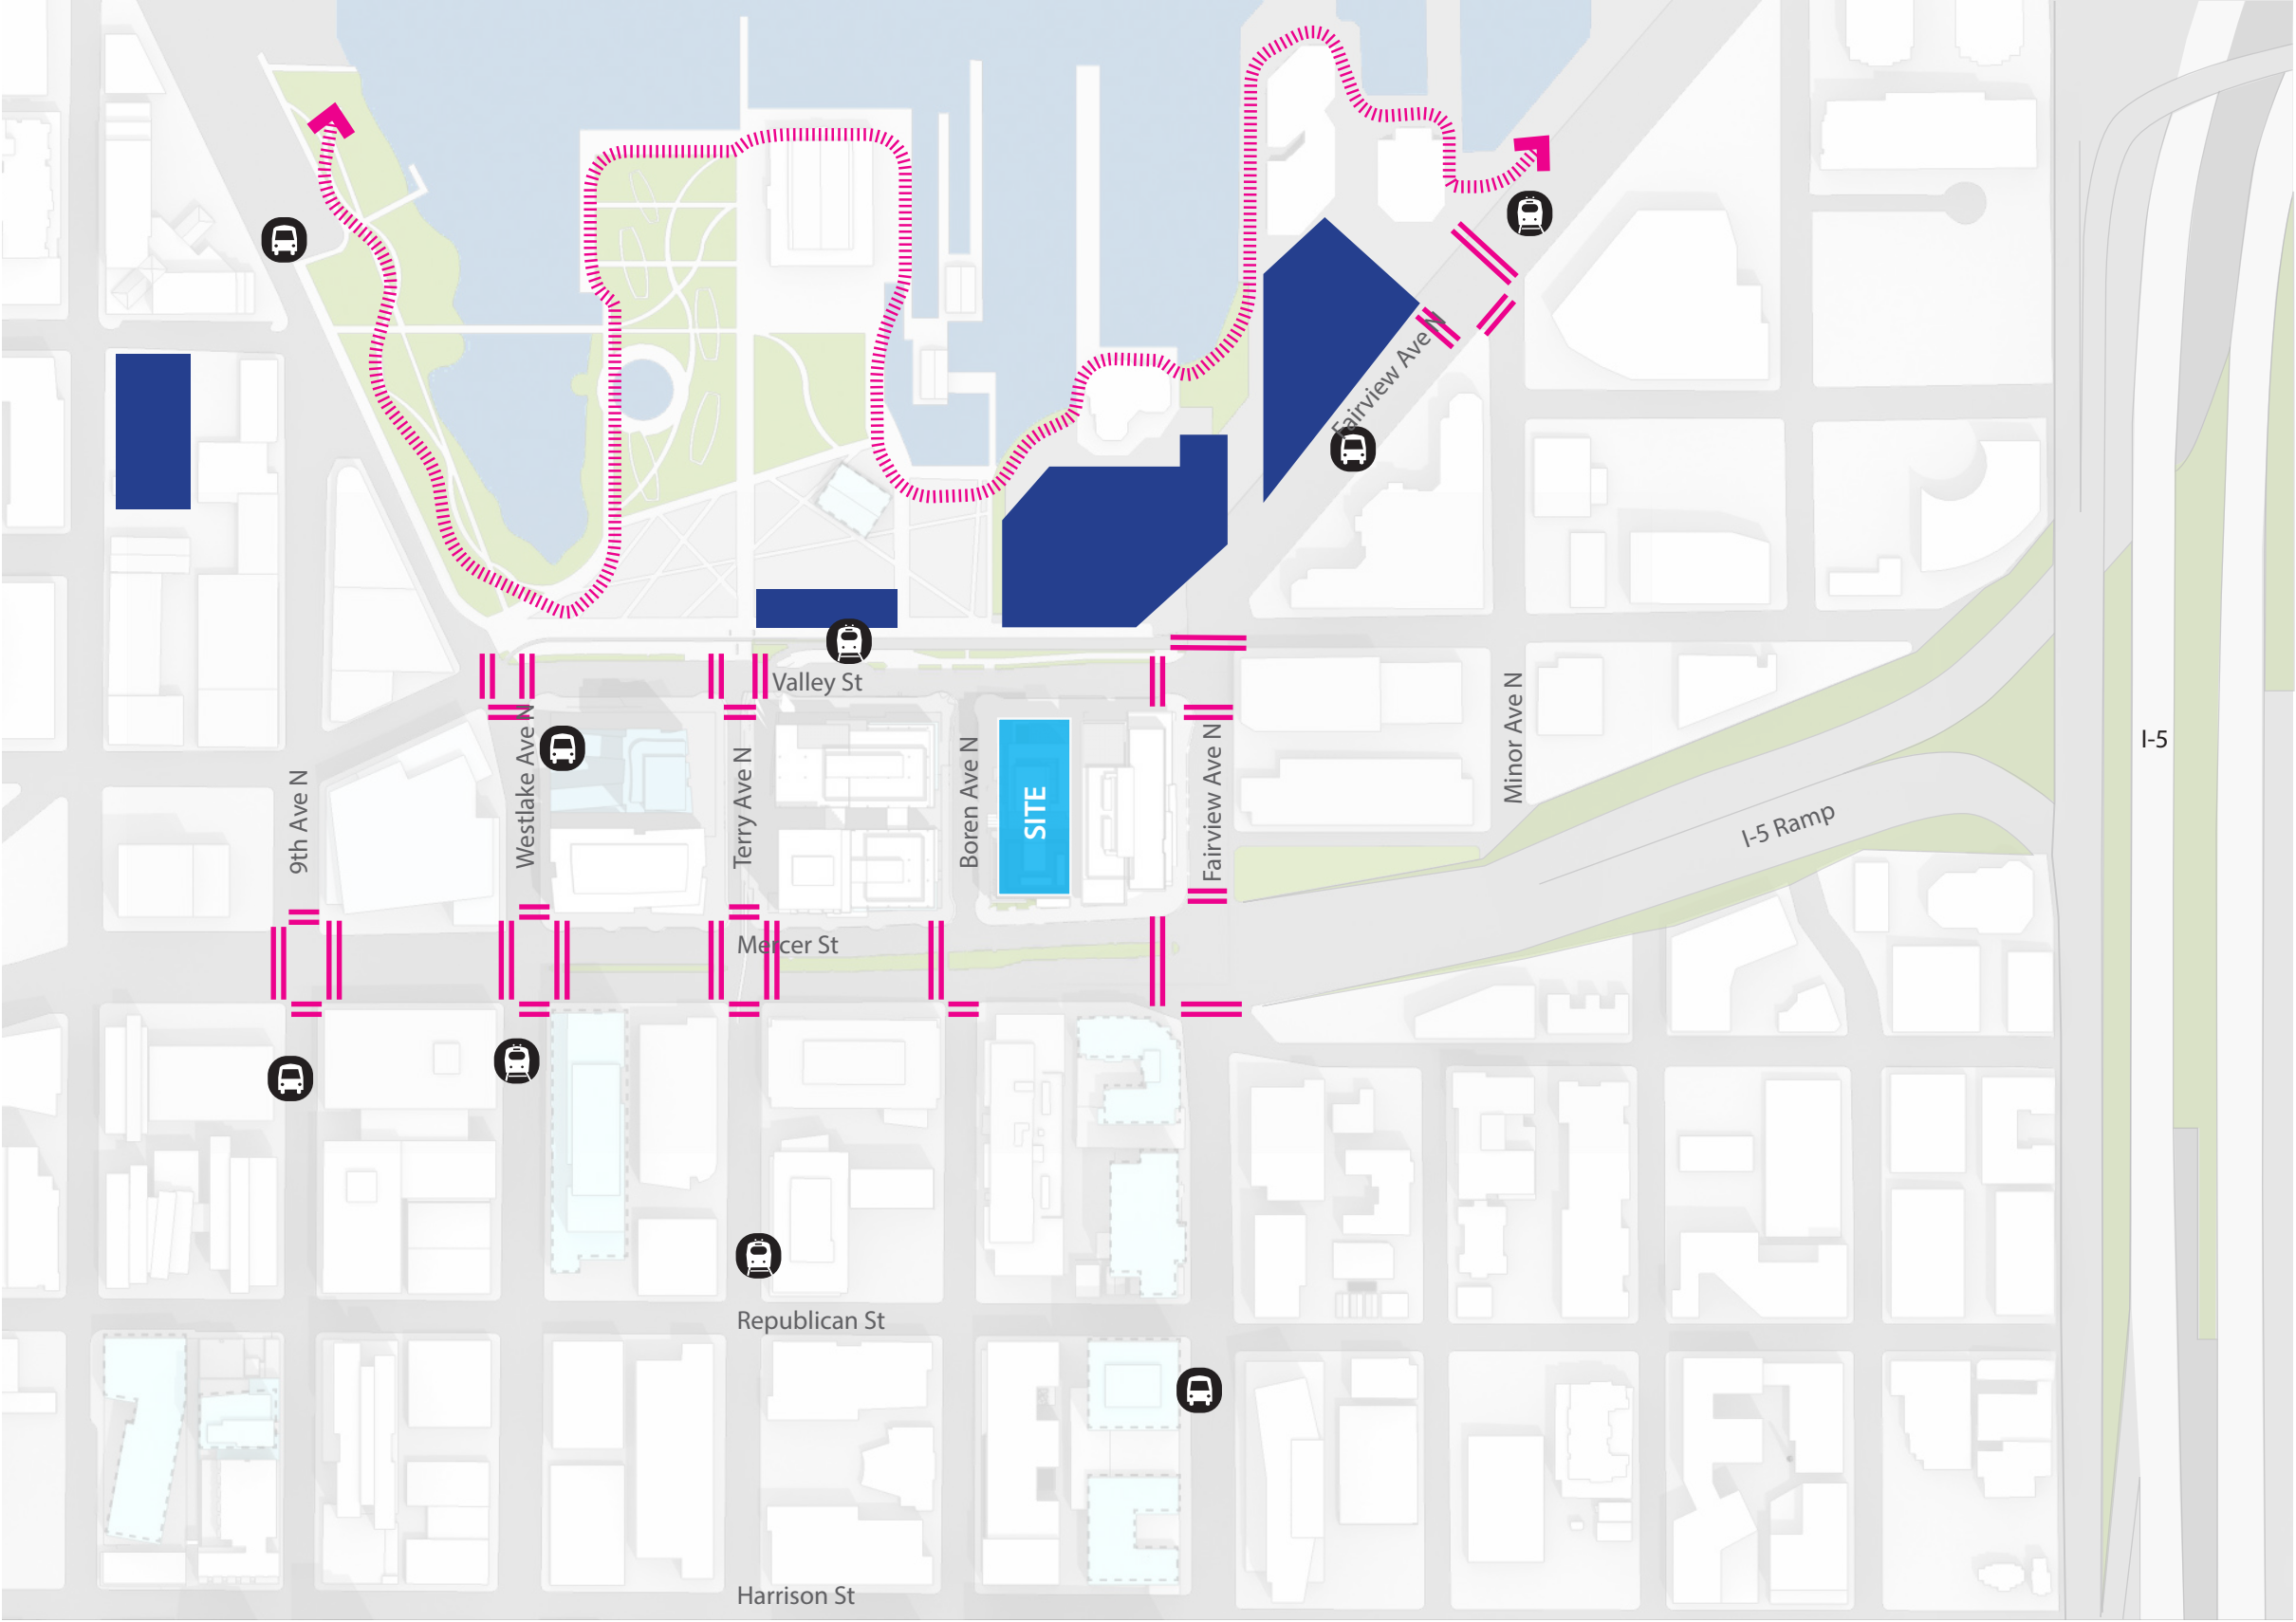 Fairview Ave N
Valley St
Westlake Ave N
Terry Ave N
Boren Ave N
SITE
Fairview Ave N
Minor Ave N
I-5
9th Ave N
I-5 Ramp
Mercer St
Republican St
Harrison St